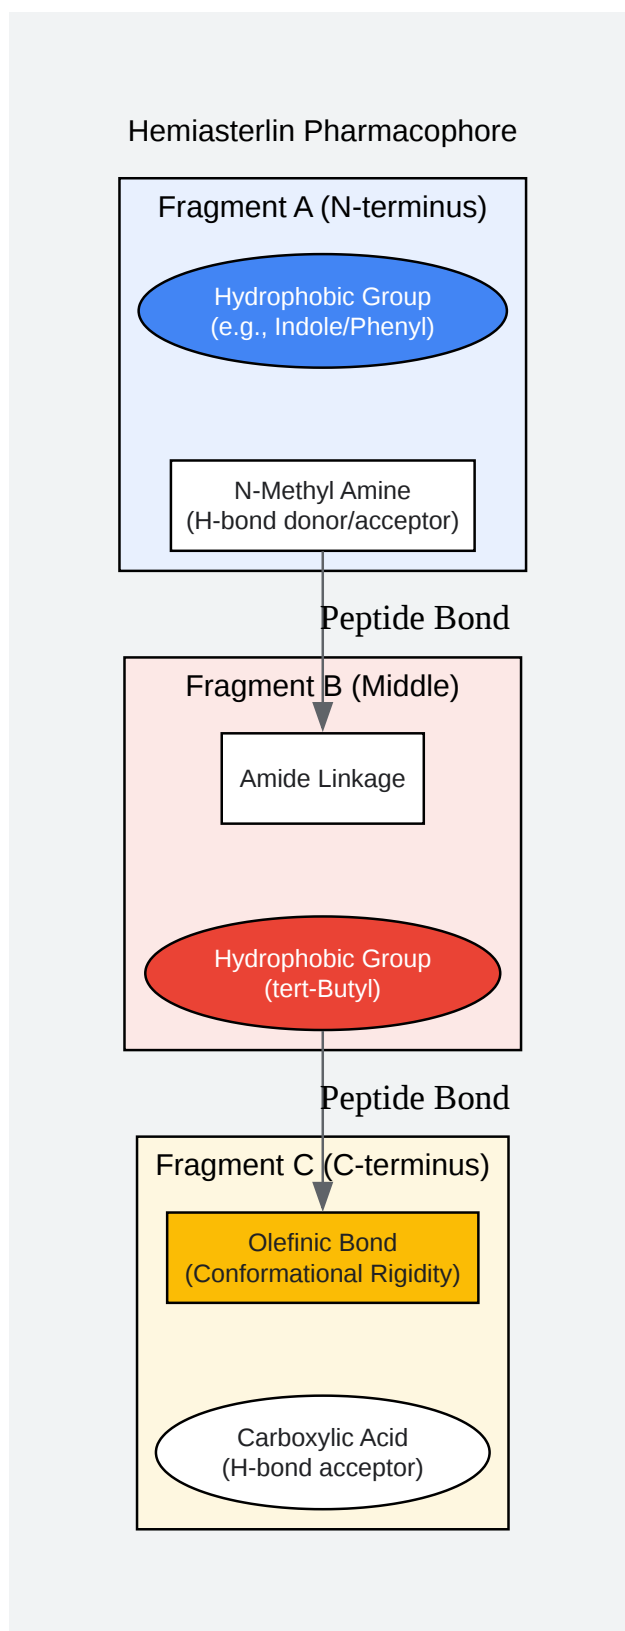 Hemiasterlin Pharmacophore
Fragment A (N-terminus)
Hydrophobic Group
(e.g., Indole/Phenyl)
N-Methyl Amine
(H-bond donor/acceptor)
Peptide Bond
Fragment B (Middle)
Amide Linkage
Hydrophobic Group
(tert-Butyl)
Peptide Bond
Fragment C (C-terminus)
Olefinic Bond
(Conformational Rigidity)
Carboxylic Acid
(H-bond acceptor)